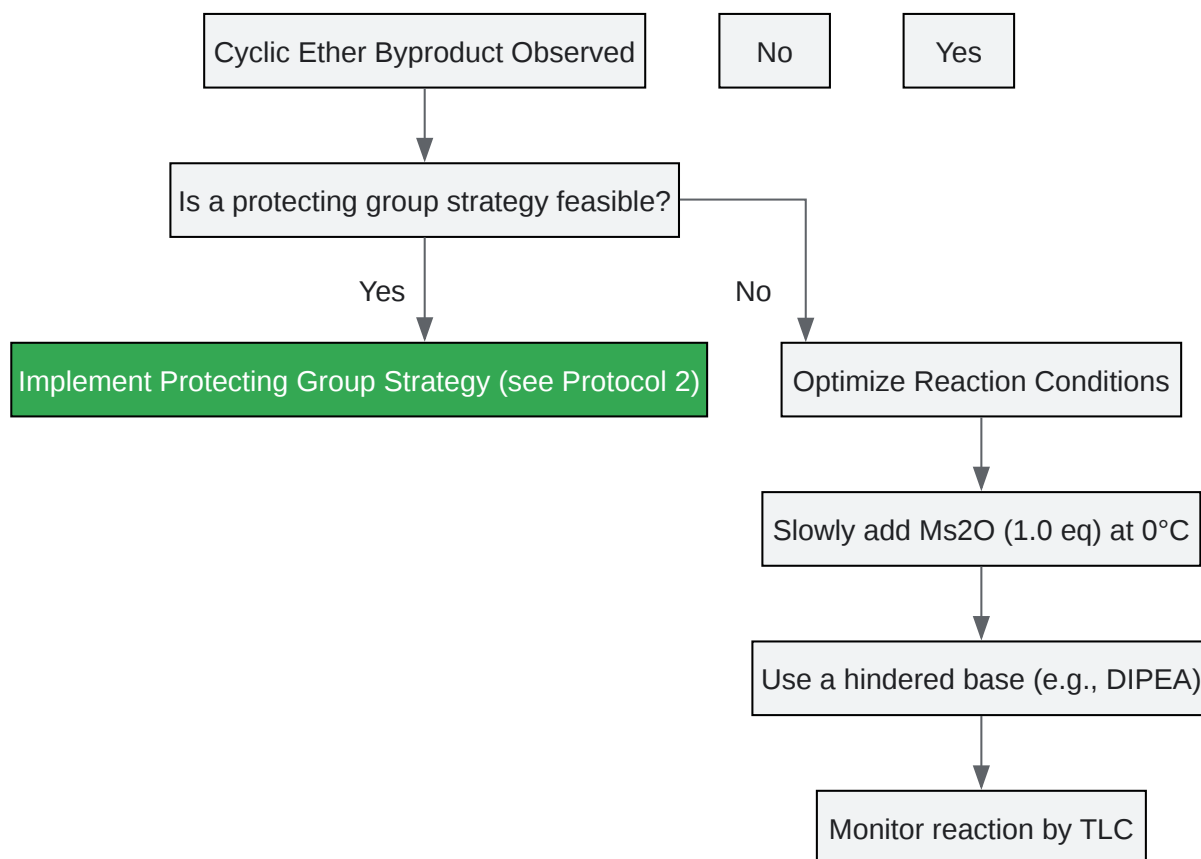 Cyclic Ether Byproduct Observed
No
Yes
Is a protecting group strategy feasible?
Yes
No
Implement Protecting Group Strategy (see Protocol 2)
Optimize Reaction Conditions
Slowly add Ms2O (1.0 eq) at 0°C
Use a hindered base (e.g., DIPEA)
Monitor reaction by TLC